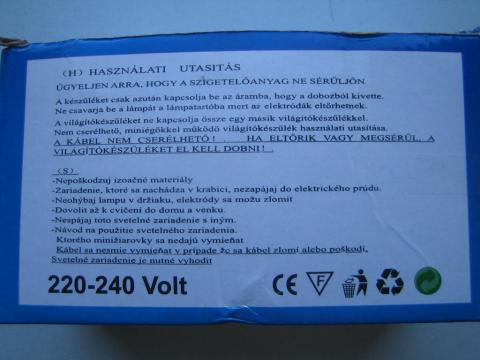 (H) HASZNÁLATI UTASITÁS
ÜGYELJEN ARRA, HOGY A SZIGETELŐANYAG NE SÉRÜLJÖN
A készüléket csak azután kapcsolja be az áramba, hogy a dobozból kivette.
Ne csavarja be a lámpát a lámpatartóba mert az elektródák eltörhetnek.
A világítókészüléket ne kapcsolja össze egy másik világítókészülékkel.
Nem cserélhető, miniégőkkel működő világítókészülék használati utasítása.
A KÁBEL NEM CSERÉLHETŐ! . HA ELTÖRIK VAGY MEGSÉRÜL, A
VILÁGÍTÓKÉSZÜLÉKET EL KELL DOBNI! .
(S)
-Nepoškodzuj izoačné materiály
-Zariadenie, ktoré sa nachádza v krabici, nezapájaj do elektrického prúdu.
-Neohýbaj lampu v držiaku, elektródy sa možu zlomit
-Dovolit až k cvičení do domu a venku.
-Nespájaj toto svetelné zariadenie s iným.
-Návod na použitie svetelného zariadenia.
Ktorého minižiarovky sa nedajú vymieňat
Kábel sa nesmie vymieňat v prípade že sa kábel zlomí alebo poškodí.
Svetelné zariadenie je nutné vyhodit
220-240 Volt
CE F